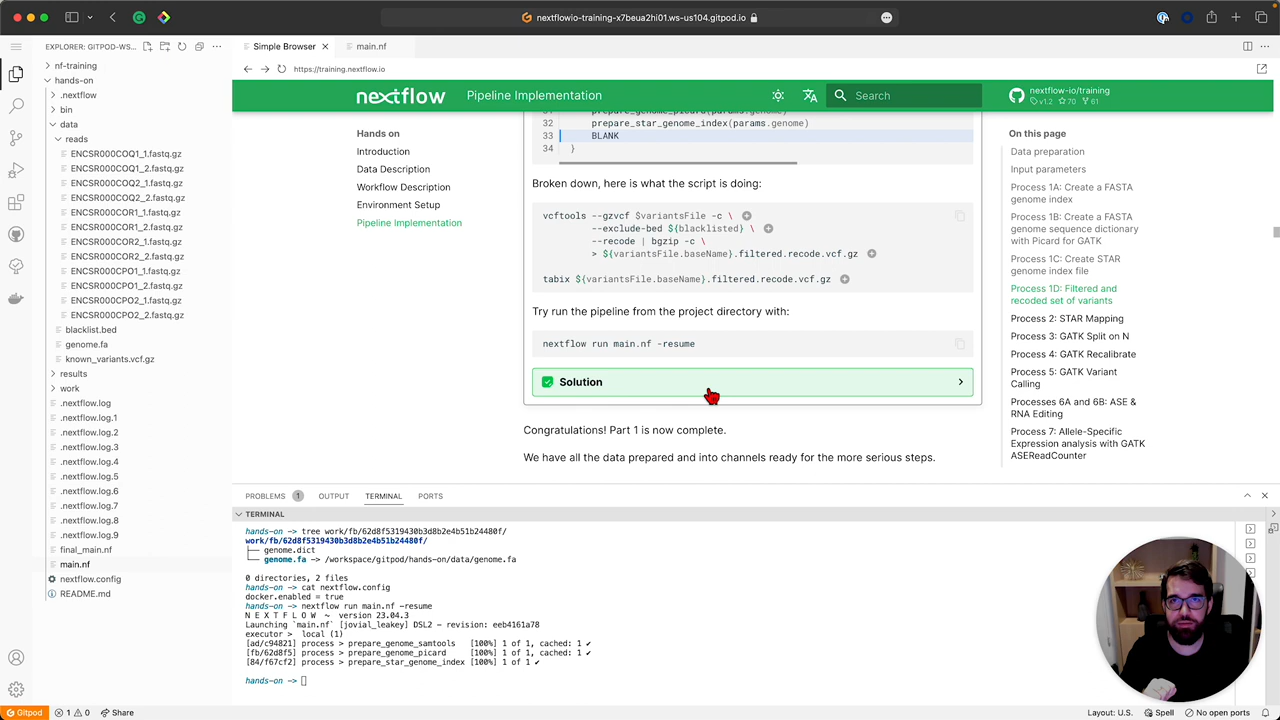 nextflowio-training-x7beua2hi01.ws-us104.gitpod.io
EXPLORER: GITPOD-WS...
nf-training
hands-on
.nextflow
bin
data
reads
ENCSR000COQ1_1.fastq.gz
ENCSR000COQ1_2.fastq.gz
ENCSR000COQ2_1.fastq.gz
ENCSR000COQ2_2.fastq.gz
ENCSR000COR1_1.fastq.gz
ENCSR000COR1_2.fastq.gz
ENCSR000COR2_1.fastq.gz
ENCSR000COR2_2.fastq.gz
ENCSR000CPO1_1.fastq.gz
ENCSR000CPO1_2.fastq.gz
ENCSR000CPO2_1.fastq.gz
ENCSR000CPO2_2.fastq.gz
blacklist.bed
genome.fa
known_variants.vcf.gz
results
work
.nextflow.log
.nextflow.log.1
.nextflow.log.2
.nextflow.log.3
.nextflow.log.4
.nextflow.log.5
.nextflow.log.6
.nextflow.log.7
.nextflow.log.8
.nextflow.log.9
final_main.nf
main.nf
nextflow.config
README.md
Simple Browser
main.nf
https://training.nextflow.io
nextflow
Pipeline Implementation
Search
nextflow-io/training
v1.2 70 61
Hands on
Introduction
Data Description
Workflow Description
Environment Setup
Pipeline Implementation
prepare_genome_picard(params.genome)
32 prepare_star_genome_index(params.genome)
33 BLANK
34 }
Broken down, here is what the script is doing:
vcftools --gzvcf $variantsFile -c \
--exclude-bed ${blacklisted} \
--recode | bgzip -c \
> ${variantsFile.baseName}.filtered.recode.vcf.gz
tabix ${variantsFile.baseName}.filtered.recode.vcf.gz
Try run the pipeline from the project directory with:
nextflow run main.nf -resume
Solution
Congratulations! Part 1 is now complete.
We have all the data prepared and into channels ready for the more serious steps.
On this page
Data preparation
Input parameters
Process 1A: Create a FASTA
genome index
Process 1B: Create a FASTA
genome sequence dictionary
with Picard for GATK
Process 1C: Create STAR
genome index file
Process 1D: Filtered and
recoded set of variants
Process 2: STAR Mapping
Process 3: GATK Split on N
Process 4: GATK Recalibrate
Process 5: GATK Variant
Calling
Processes 6A and 6B: ASE &
RNA Editing
Process 7: Allele-Specific
Expression analysis with GATK
ASEReadCounter
PROBLEMS 1 OUTPUT TERMINAL PORTS
TERMINAL
hands-on -> tree work/fb/62d8f5319430b3d8b2e4b51t24480f/
work/fb/62d8f5319430b3d8b2e4b51t24480f/
├── genome.dict
└── genome.fa -> /workspace/gitpod/hands-on/data/genome.fa
0 directories, 2 files
hands-on -> cat nextflow.config
docker.enabled = true
hands-on -> nextflow run main.nf -resume
N E X T F L O W ~ version 23.04.3
Launching `main.nf` [jovial_leakey] DSL2 - revision: eeb4161a78
executor > local (1)
[ad/c94821] process > prepare_genome_samtools [100%] 1 of 1, cached: 1 ✔
[fb/62d8f5] process > prepare_genome_picard [100%] 1 of 1, cached: 1 ✔
[84/f67cf2] process > prepare_star_genome_index [100%] 1 of 1 ✔
hands-on ->
Gitpod 1 0 Share
Layout: U.S. Spell No open ports